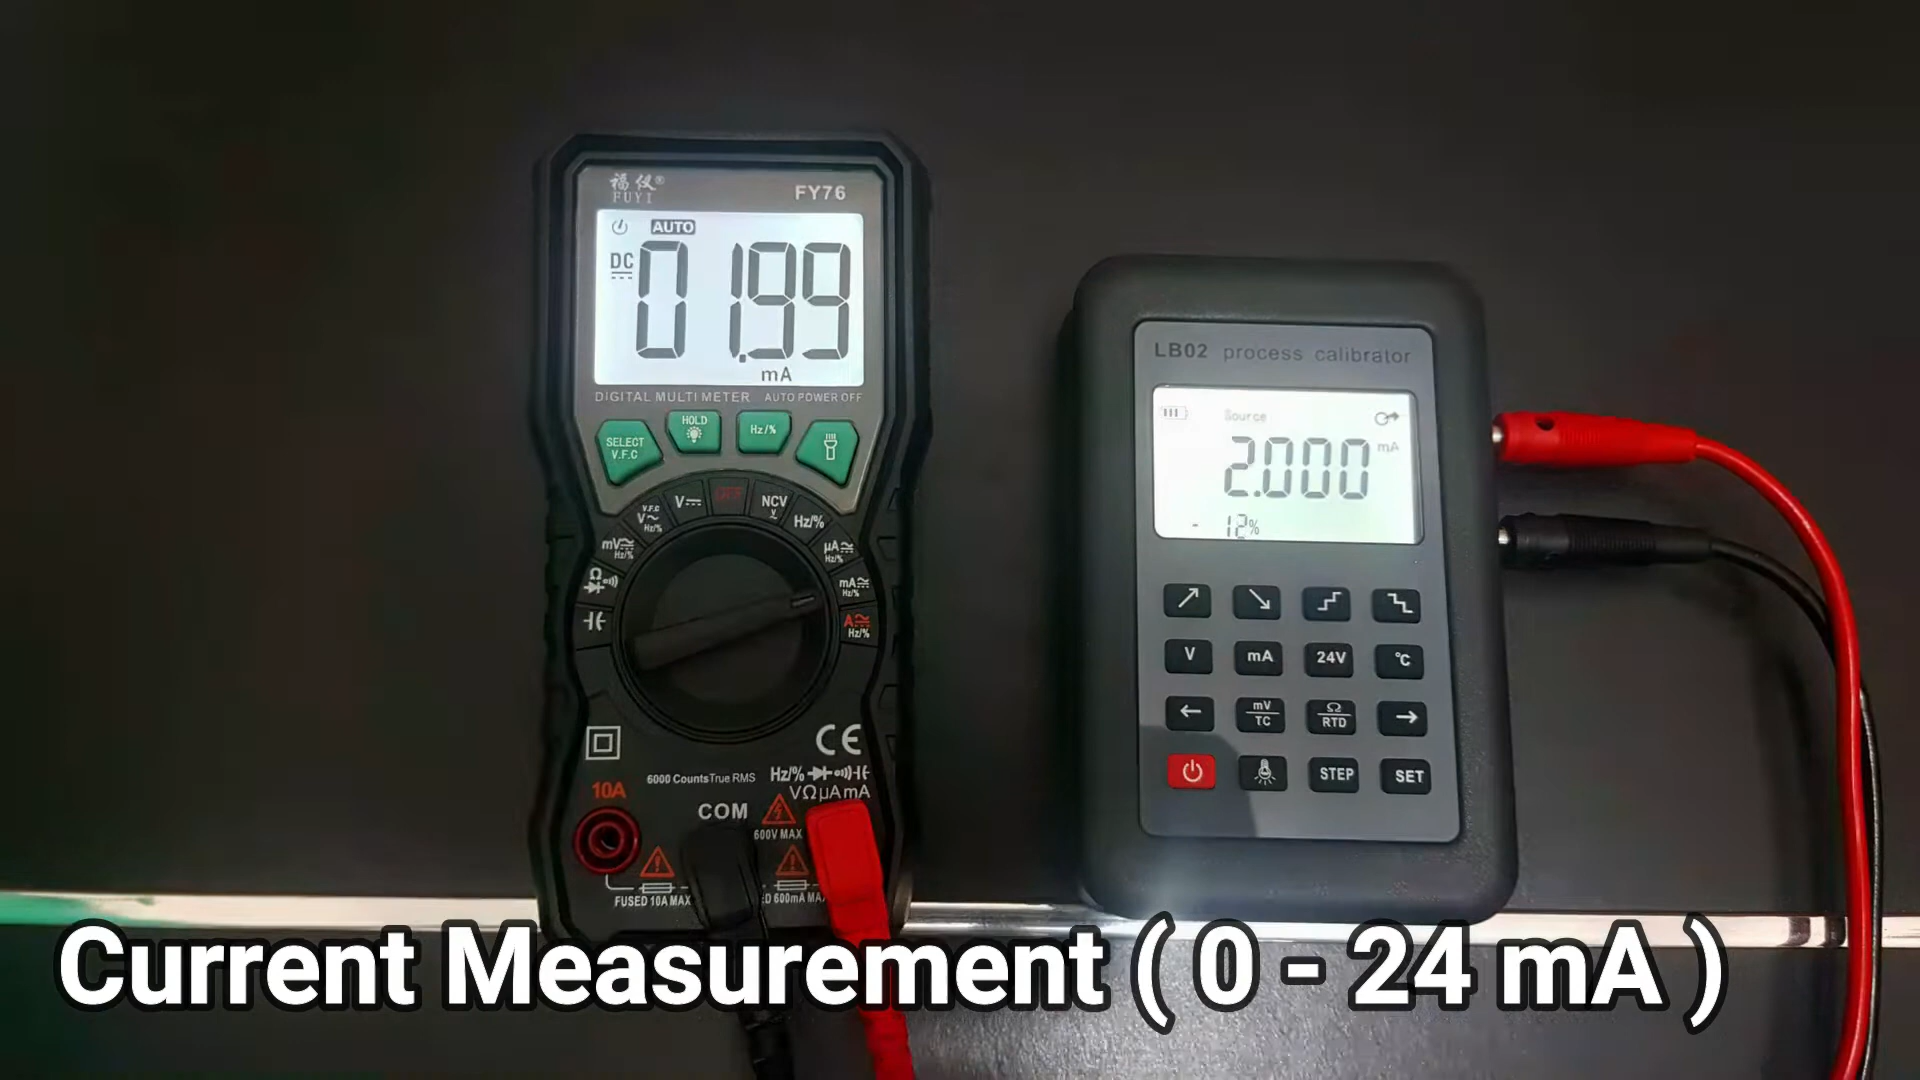 福仪®
FUYI
FY76
AUTO
DC
01.99
mA
DIGITAL MULTIMETER AUTO POWER OFF
SELECT
V.F.C
HOLD
Hz/%
OFF
V
NCV
V.F.C
V~
Hz/%
Hz/%
mV
Hz/%
µA
Hz/%
Ω
mA
Hz/%
A
Hz/%
CE
6000 Counts True RMS
Hz/%
VΩµAmA
10A
COM
600V MAX
FUSED 10A MAX
ED 600mA MAX
LB02 process calibrator
Source
2.000 mA
- 12%
V
mA
24V
°C
←
mV
TC
Ω
RTD
→
STEP
SET
Current Measurement ( 0 - 24 mA )